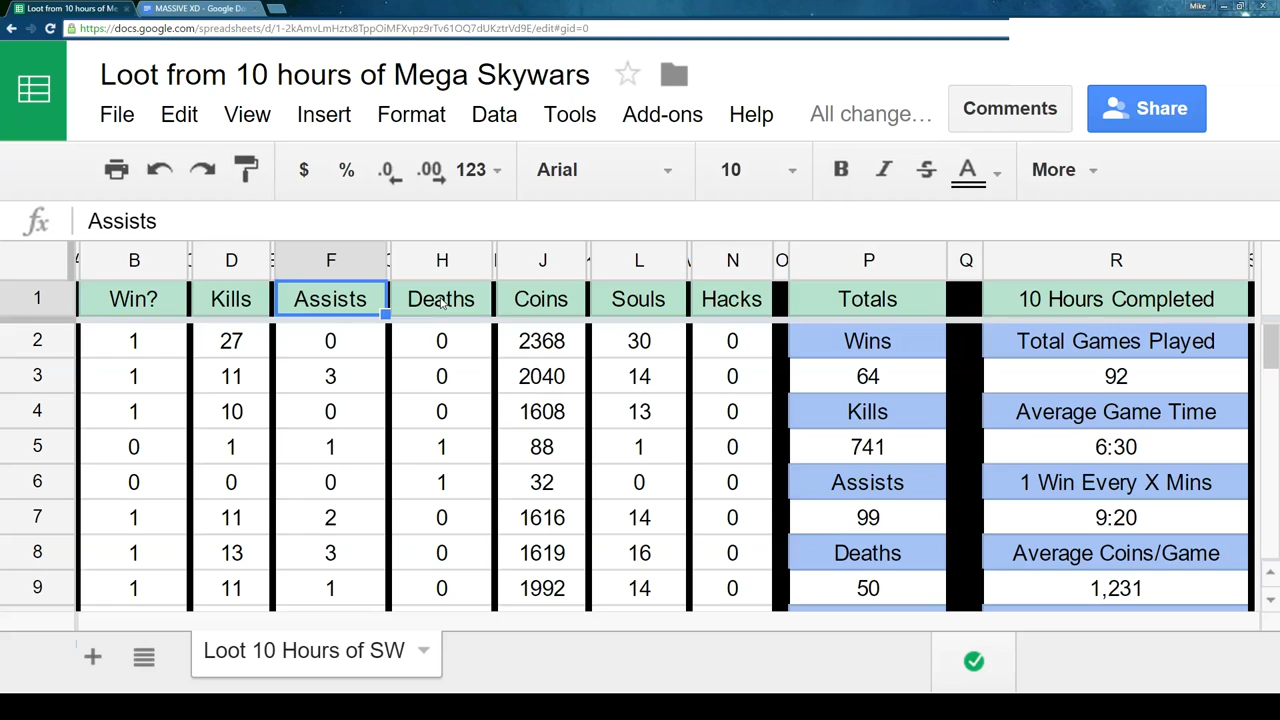 Loot from 10 hours of M
MASSIVE XD - Google Do
Mike
https://docs.google.com/spreadsheets/d/1-2kAmvLmHztx8TppOiMFXvpz9rTv61OQ7dUKztrVd9E/edit#gid=0
Loot from 10 hours of Mega Skywars
File Edit View Insert Format Data Tools Add-ons Help All change… Comments Share
$ % .0 .00 123 Arial 10 B I S A More
fx Assists
B D F H J L N O P Q R
1 Win? Kills Assists Deaths Coins Souls Hacks Totals 10 Hours Completed
2 1 27 0 0 2368 30 0 Wins Total Games Played
3 1 11 3 0 2040 14 0 64 92
4 1 10 0 0 1608 13 0 Kills Average Game Time
5 0 1 1 1 88 1 0 741 6:30
6 0 0 0 1 32 0 0 Assists 1 Win Every X Mins
7 1 11 2 0 1616 14 0 99 9:20
8 1 13 3 0 1619 16 0 Deaths Average Coins/Game
9 1 11 1 0 1992 14 0 50 1,231
Loot 10 Hours of SW